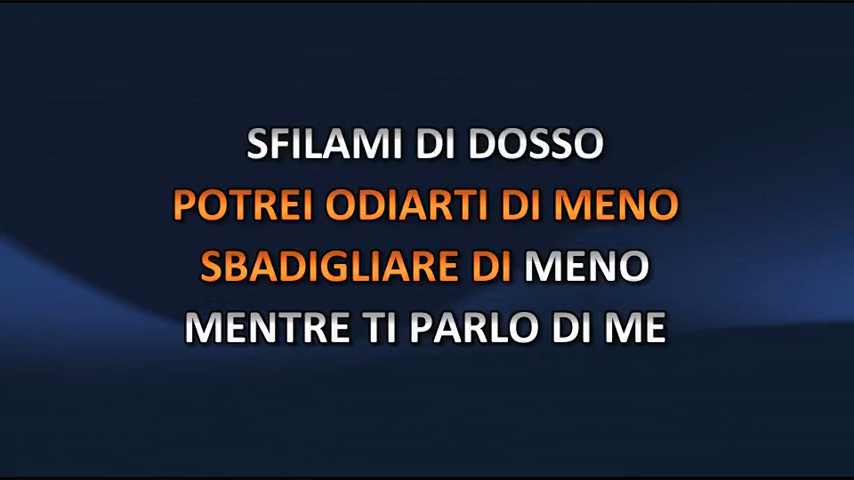 SFILAMI DI DOSSO
POTREI ODIARTI DI MENO
SBADIGLIARE DI MENO
MENTRE TI PARLO DI ME